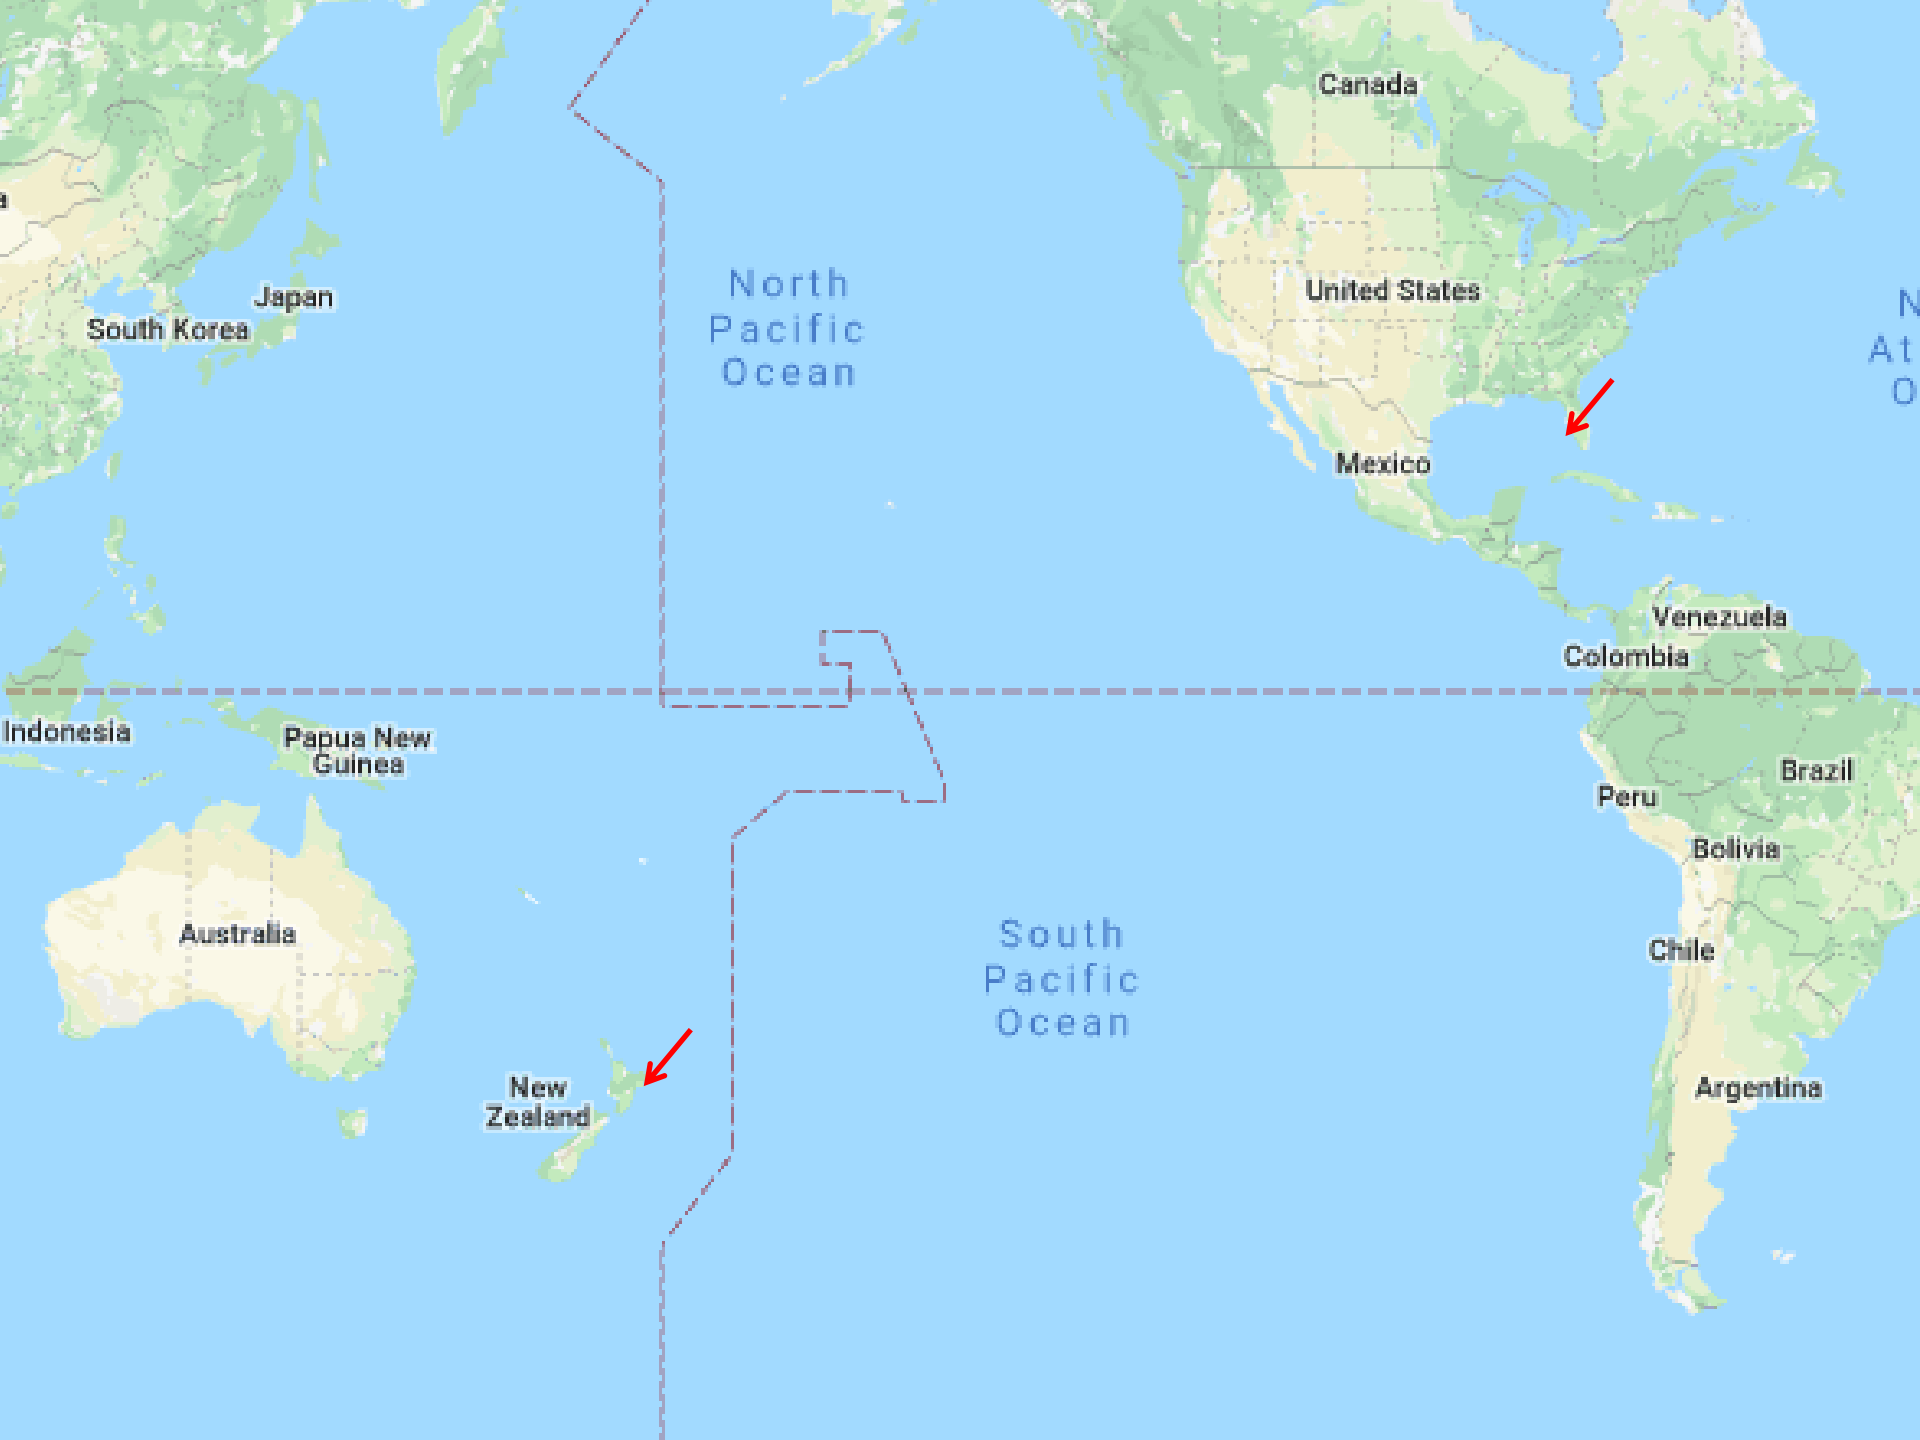 Canada
a
United States
Japan
South Korea
North
Pacific
Ocean
N
At
O
Mexico
Venezuela
Colombia
Indonesia
Papua New
Guinea
Brazil
Peru
Bolivia
Australia
Chile
South
Pacific
Ocean
New
Zealand
Argentina